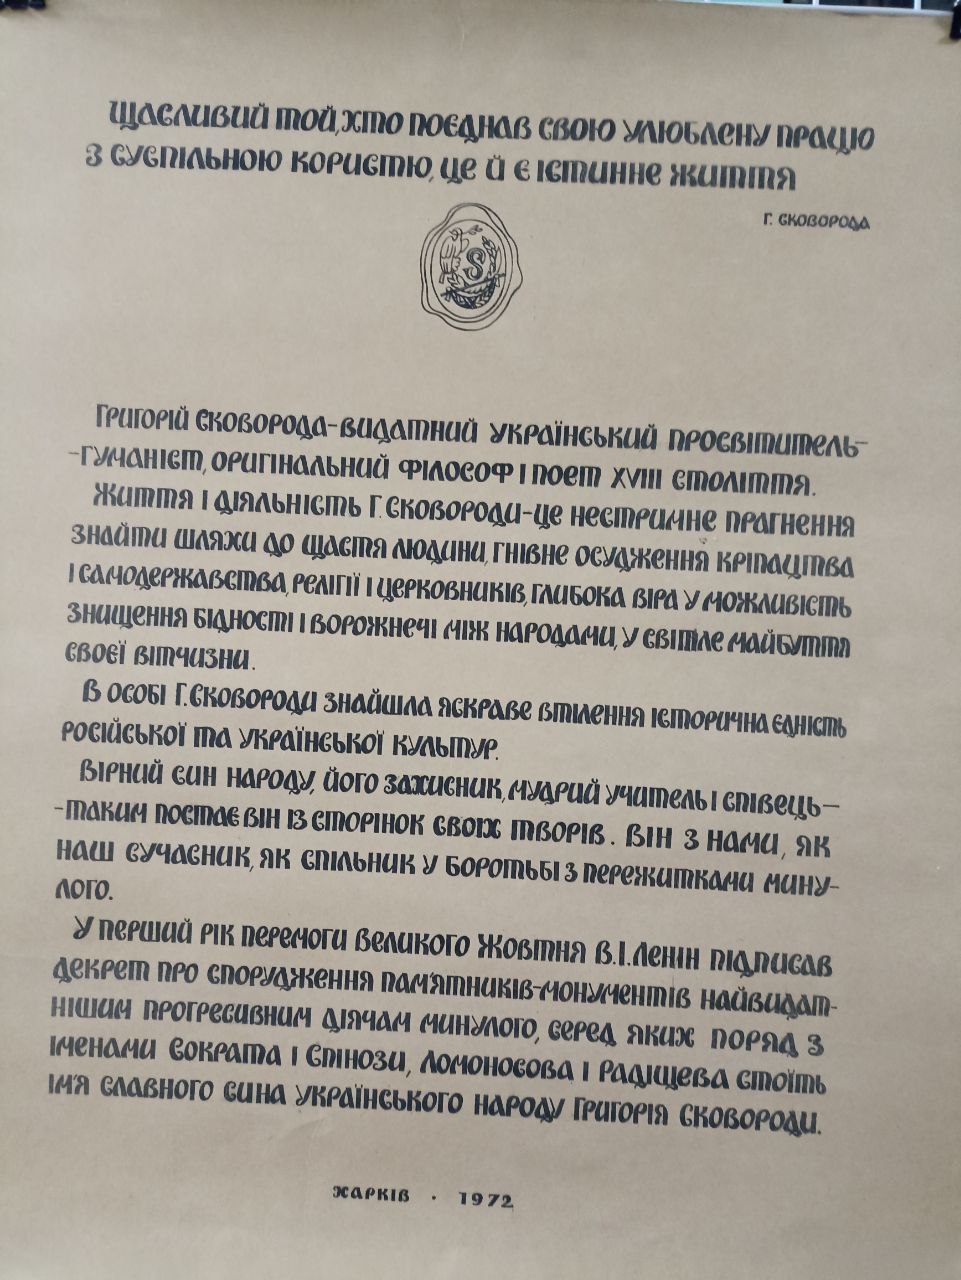 ЩАСЛИВИЙ ТОЙ, ХТО ПОЄДНАВ СВОЮ УЛЮБЛЕНУ ПРАЦЮ
З СУСПІЛЬНОЮ КОРИСТЮ, ЦЕ Й Є ІСТИННЕ ЖИТТЯ
Г. СКОВОРОДА
S
ГРИГОРІЙ СКОВОРОДА-ВИДАТНИЙ УКРАЇНСЬКИЙ ПРОСВІТИТЕЛЬ-
-ГУМАНІСТ, ОРИГІНАЛЬНИЙ ФІЛОСОФ І ПОЕТ XVIII СТОЛІТТЯ.
ЖИТТЯ І ДІЯЛЬНІСТЬ Г. СКОВОРОДИ-ЦЕ НЕСТРИМНЕ ПРАГНЕННЯ
ЗНАЙТИ ШЛЯХИ ДО ЩАСТЯ ЛЮДИНИ, ГНІВНЕ ОСУДЖЕННЯ КРІПАЦТВА
І САМОДЕРЖАВСТВА, РЕЛІГІЇ І ЦЕРКОВНИКІВ, ГЛИБОКА ВІРА У МОЖЛИВІСТЬ
ЗНИЩЕННЯ БІДНОСТІ І ВОРОЖНЕЧІ МІЖ НАРОДАМИ, У СВІТЛЕ МАЙБУТТЯ
СВОЄЇ ВІТЧИЗНИ.
В ОСОБІ Г. СКОВОРОДИ ЗНАЙШЛА ЯСКРАВЕ ВТІЛЕННЯ ІСТОРИЧНА ЄДНІСТЬ
РОСІЙСЬКОЇ ТА УКРАЇНСЬКОЇ КУЛЬТУР.
ВІРНИЙ СИН НАРОДУ, ЙОГО ЗАХИСНИК, МУДРИЙ УЧИТЕЛЬ І СПІВЕЦЬ—
-ТАКИМ ПОСТАЄ ВІН ІЗ СТОРІНОК СВОЇХ ТВОРІВ. ВІН З НАМИ, ЯК
НАШ СУЧАСНИК, ЯК СПІЛЬНИК У БОРОТЬБІ З ПЕРЕЖИТКАМИ МИНУ-
ЛОГО.
У ПЕРШИЙ РІК ПЕРЕМОГИ ВЕЛИКОГО ЖОВТНЯ В.І. ЛЕНІН ПІДПИСАВ
ДЕКРЕТ ПРО СПОРУДЖЕННЯ ПАМ'ЯТНИКІВ-МОНУМЕНТІВ НАЙВИДАТ-
НІШИМ ПРОГРЕСИВНИМ ДІЯЧАМ МИНУЛОГО, СЕРЕД ЯКИХ ПОРЯД З
ІМЕНАМИ СОКРАТА І СПІНОЗИ, ЛОМОНОСОВА І РАДІЩЕВА СТОЇТЬ
ІМ'Я СЛАВНОГО СИНА УКРАЇНСЬКОГО НАРОДУ ГРИГОРІЯ СКОВОРОДИ.
ХАРКІВ · 1972